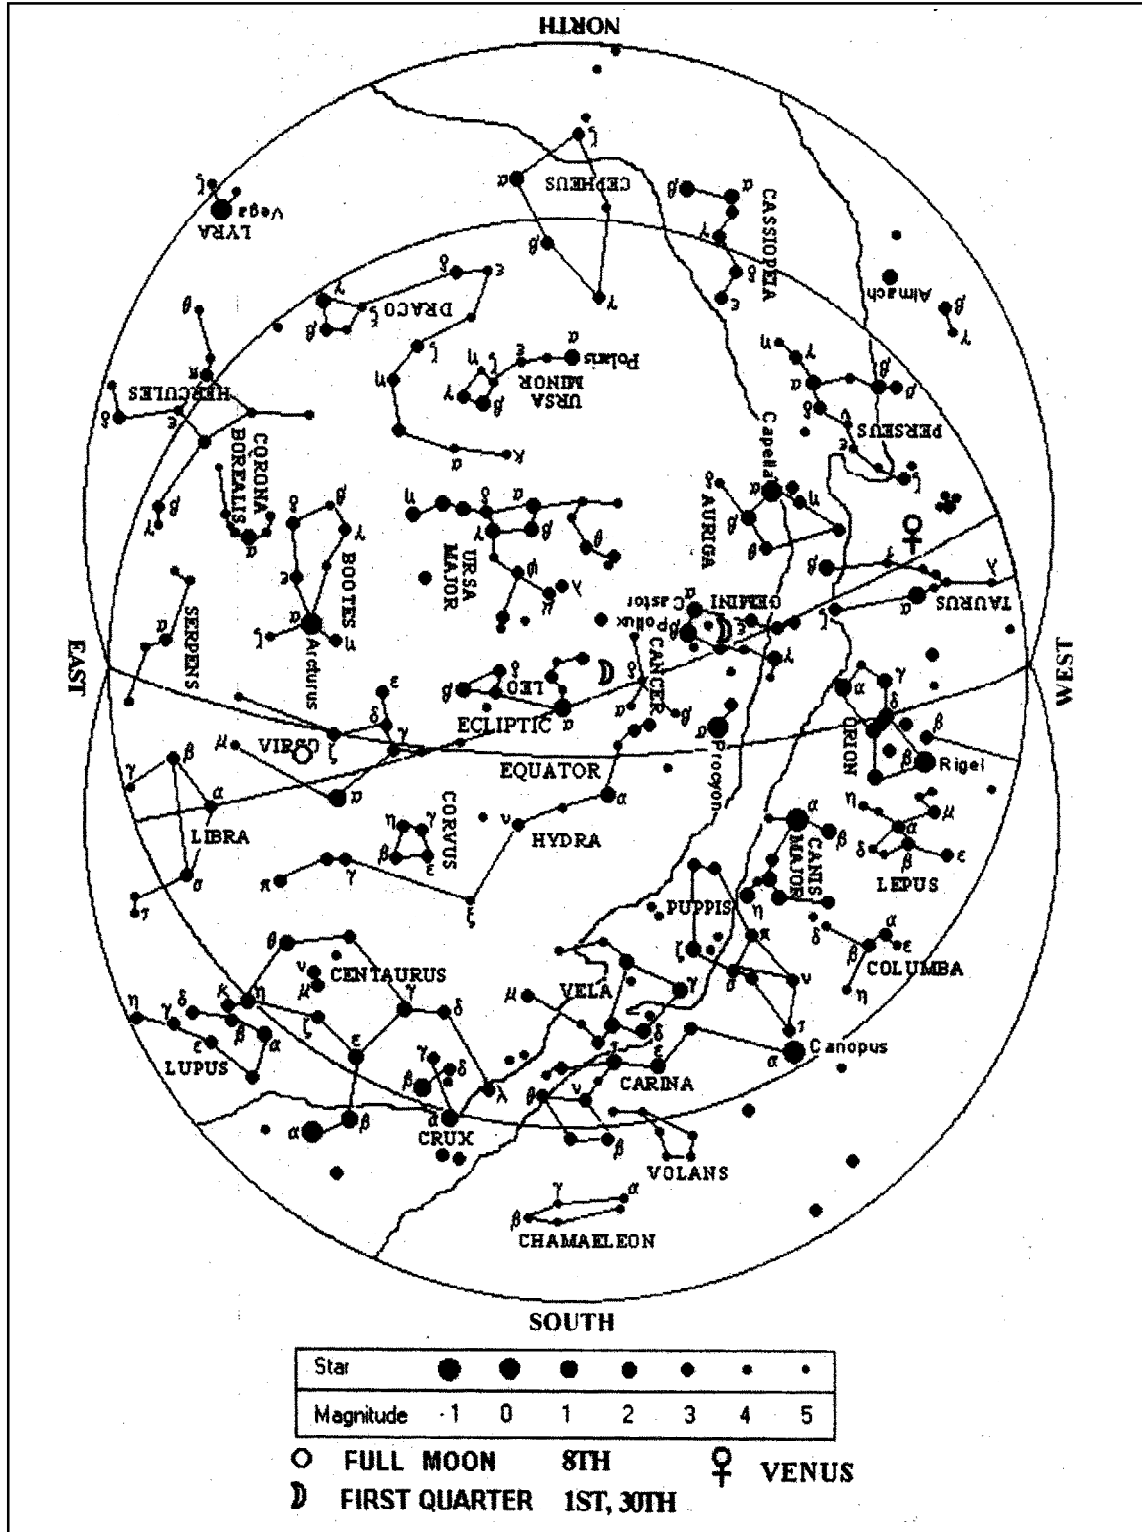 NORTH
ζ
α
CEPHEUS
β
γ
β
α
CASSIOPEIA
γ
δ
ε
ζ
Vega
LYRA
Almach
β
γ
θ
γ
δ
ε
DRACO
β
ξ
ζ
η
α
κ
α
Polaris
ε
ζ
η
URSA
MINOR
γ
β
η
γ
α
β
ρ
δ
ν
PERSEUS
ε
ζ
π
HERCULES
δ
ε
β
γ
CORONA
BOREALIS
α
δ
β
γ
BOOTES
ε
α
Arcturus
ζ
η
η
δ
α
γ
β
URSA
MAJOR
ψ
λ
μ
θ
Capella
α
δ
η
β
AURIGA
θ
♀
β
τ
λ
α
TAURUS
ζ
α
Castor
GEMINI
Pollux
β
ε
γ
SERPENS
α
EAST
WEST
CANCER
δ
α
β
δ
LEO
β
α
ECLIPTIC
ε
δ
γ
VIRGO
ζ
μ
α
EQUATOR
α
Procyon
γ
α
δ
ORION
β
β
Rigel
γ
β
α
LIBRA
σ
τ
CORVUS
η
γ
β
ε
ν
α
HYDRA
π
γ
ξ
α
β
CANIS
MAJOR
η
η
μ
α
δ
β
ε
LEPUS
PUPPIS
π
ζ
σ
ν
τ
δ
α
β
ε
COLUMBA
η
θ
ν
CENTAURUS
μ
κ
η
γ
δ
ζ
ε
λ
β
α
η
γ
δ
β
ε
α
LUPUS
μ
VELA
γ
δ
ε
CARINA
α
Canopus
γ
δ
β
α
CRUX
θ
ν
β
VOLANS
γ
α
β
CHAMAELEON
SOUTH
Star
Magnitude -1 0 1 2 3 4 5
FULL MOON 8TH
♀ VENUS
FIRST QUARTER 1ST, 30TH